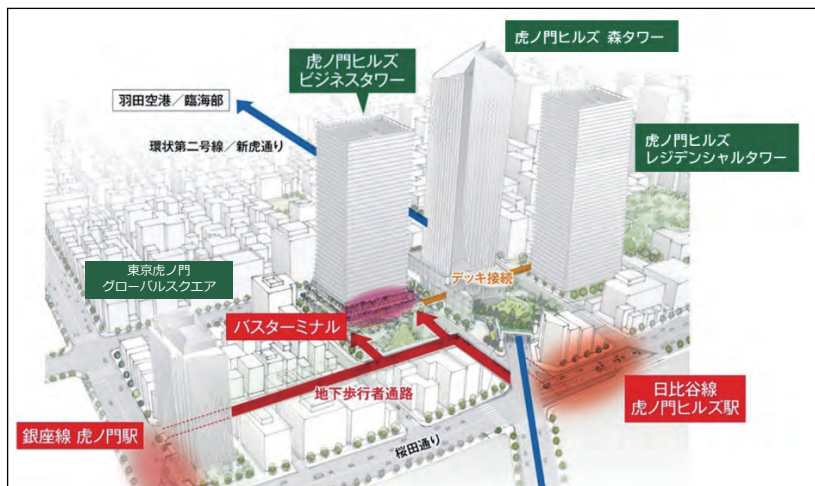 虎ノ門ヒルズ 森タワー
虎ノ門ヒルズ
ビジネスタワー
羽田空港／臨海部
環状第二号線／新虎通り
虎ノ門ヒルズ
レジデンシャルタワー
東京虎ノ門
グローバルスクエア
デッキ接続
バスターミナル
地下歩行者通路
日比谷線
虎ノ門ヒルズ駅
銀座線 虎ノ門駅
桜田通り